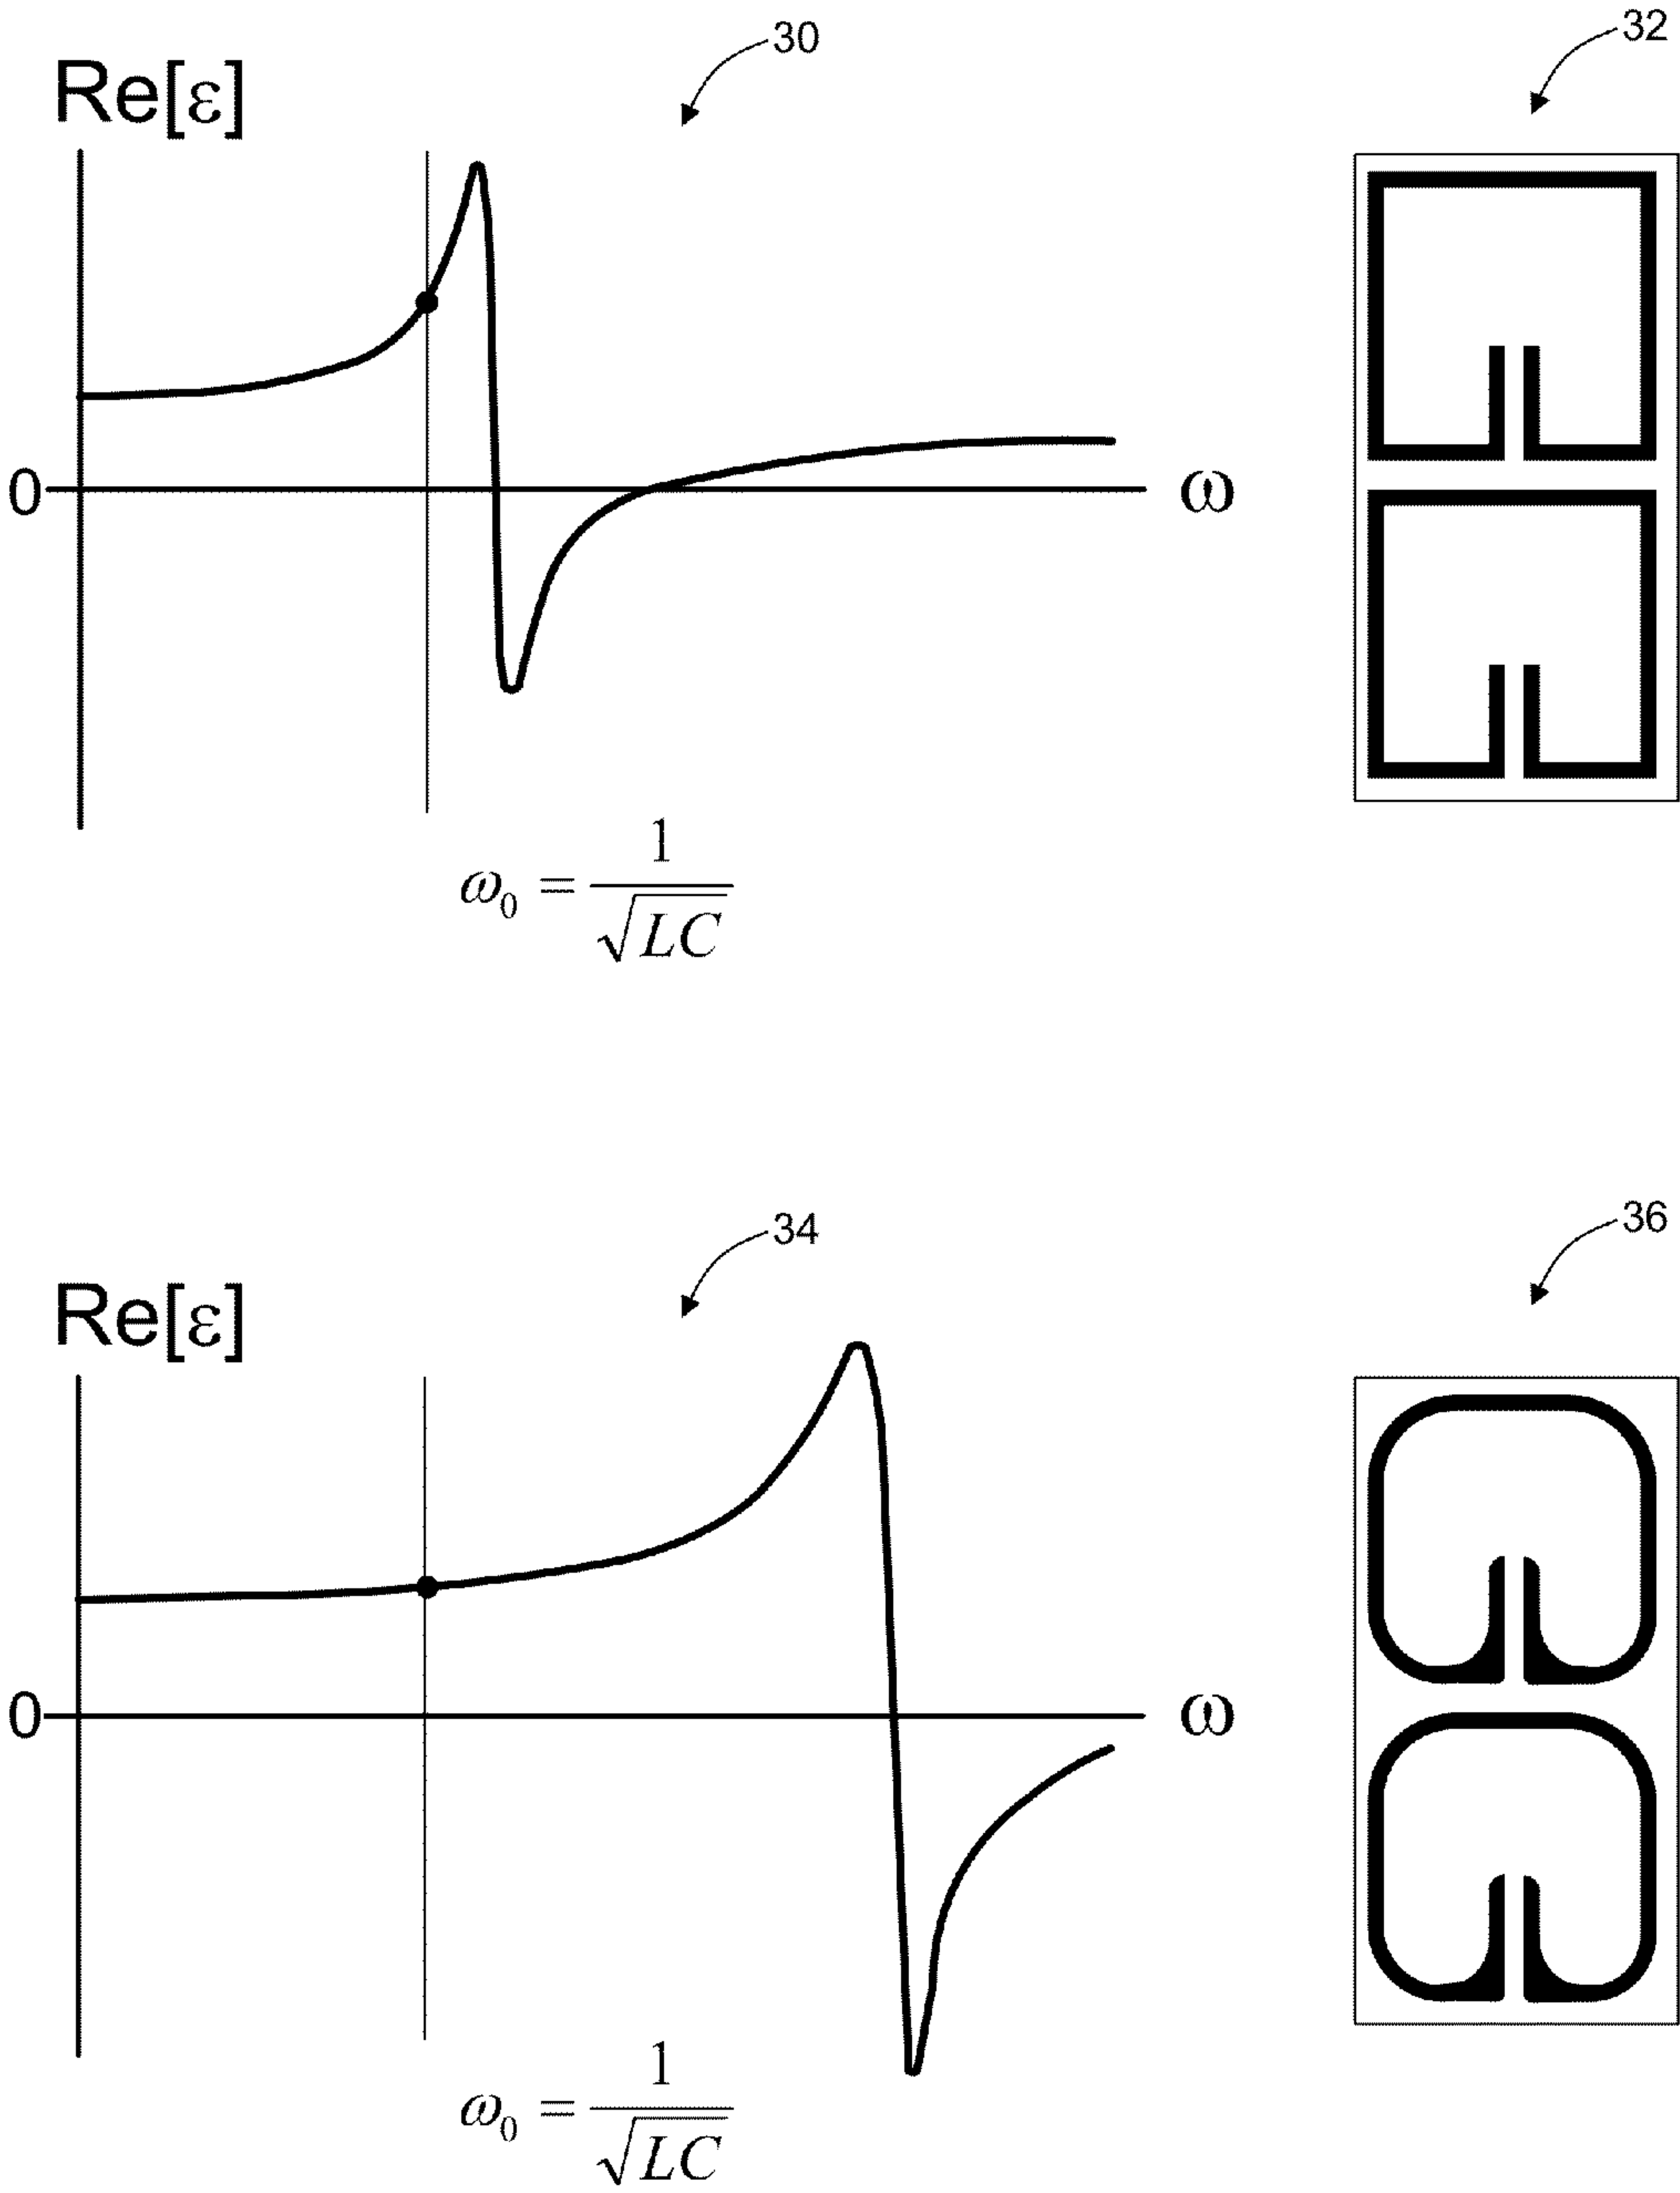 30
32
Re[ε]
0
ω
ω₀ = 1/√LC
34
36
Re[ε]
0
ω
ω₀ = 1/√LC